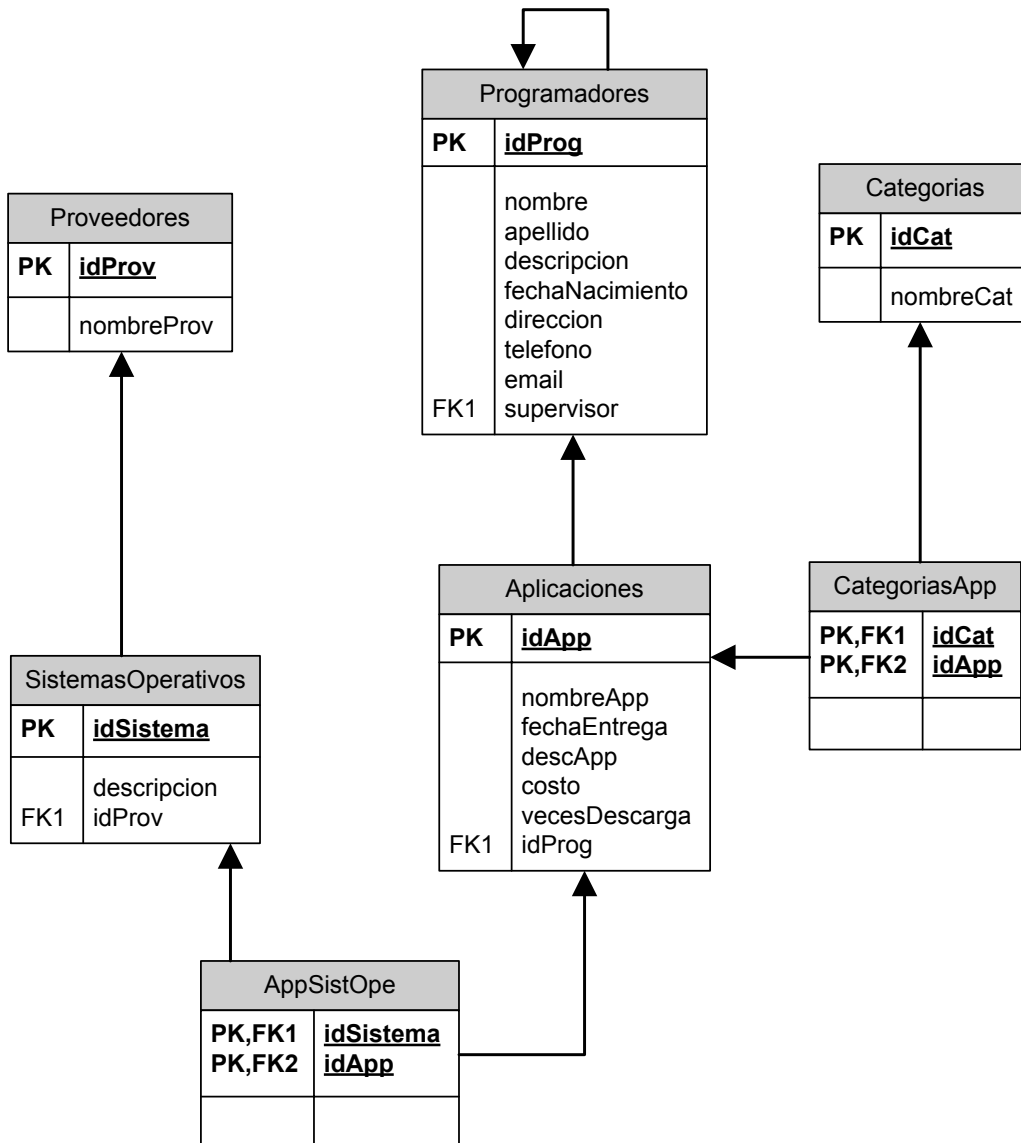 Programadores
PK idProg
nombre
apellido
descripcion
fechaNacimiento
direccion
telefono
email
FK1 supervisor
Proveedores
PK idProv
nombreProv
Categorias
PK idCat
nombreCat
Aplicaciones
PK idApp
nombreApp
fechaEntrega
descApp
costo
vecesDescarga
FK1 idProg
CategoriasApp
PK,FK1 idCat
PK,FK2 idApp
SistemasOperativos
PK idSistema
descripcion
FK1 idProv
AppSistOpe
PK,FK1 idSistema
PK,FK2 idApp